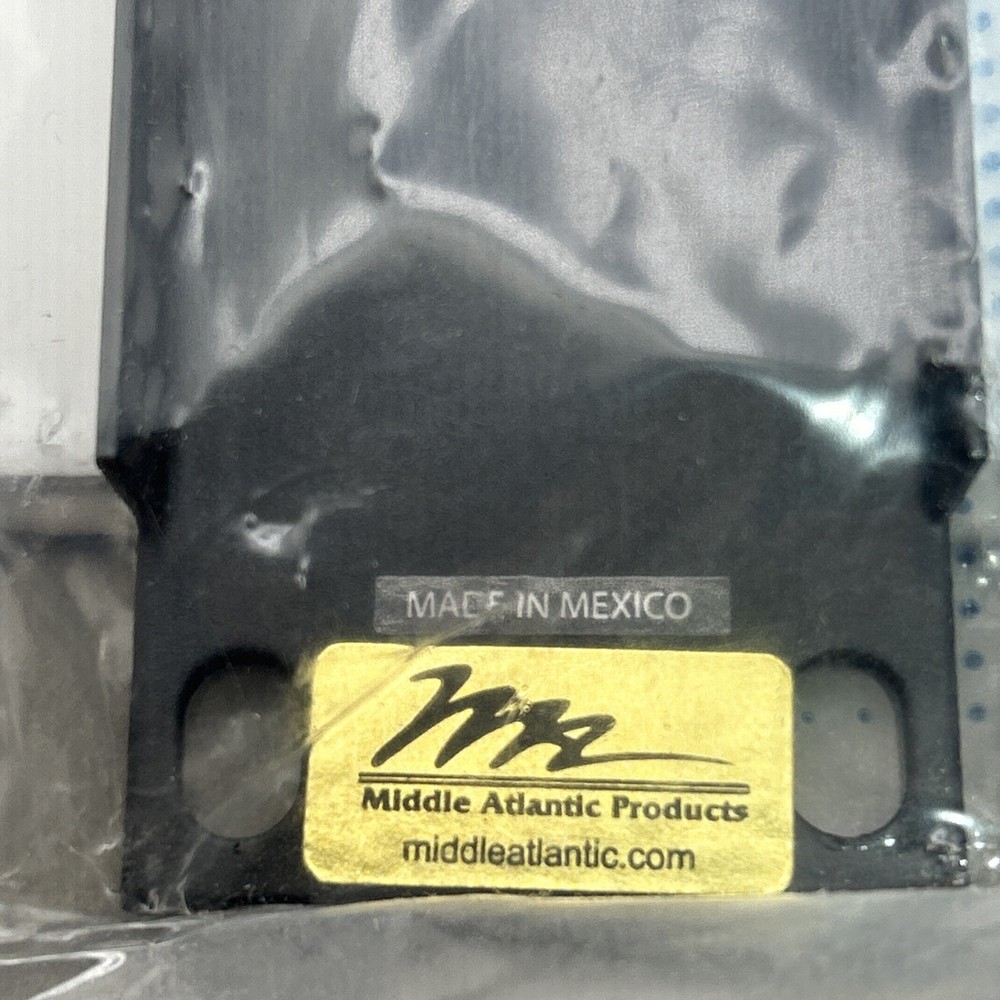 MADE IN MEXICO
Middle Atlantic Products
middleatlantic.com